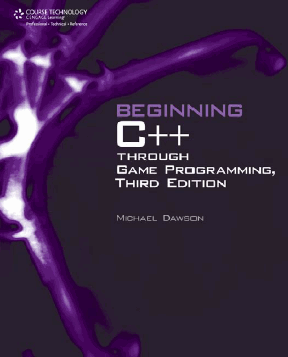 COURSE TECHNOLOGY
CENGAGE Learning
Professional • Technical • Reference
BEGINNING
C++
THROUGH
GAME PROGRAMMING,
THIRD EDITION
MICHAEL DAWSON